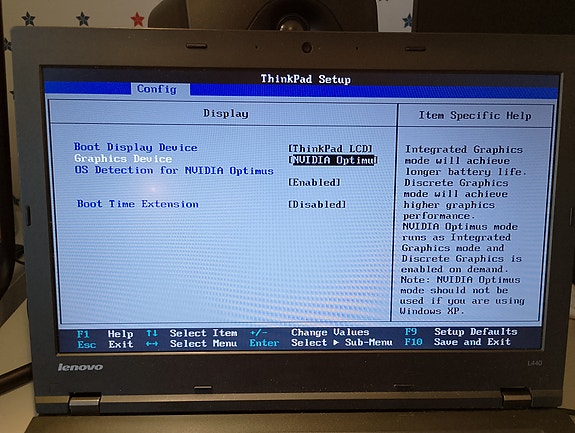 ThinkPad Setup
Config
Display
Item Specific Help
Boot Display Device [ThinkPad LCD]
Graphics Device [NVIDIA Optimu]
OS Detection for NVIDIA Optimus
[Enabled]
Boot Time Extension [Disabled]
Integrated Graphics
mode will achieve
longer battery life.
Discrete Graphics
mode will achieve
higher graphics
performance.
NVIDIA Optimus mode
runs as Integrated
Graphics mode and
Discrete Graphics is
enabled on demand.
Note: NVIDIA Optimus
mode should not be
used if you are using
Windows XP.
F1 Help ↑↓ Select Item +/- Change Values F9 Setup Defaults
Esc Exit ↔ Select Menu Enter Select ▶ Sub-Menu F10 Save and Exit
lenovo
L440